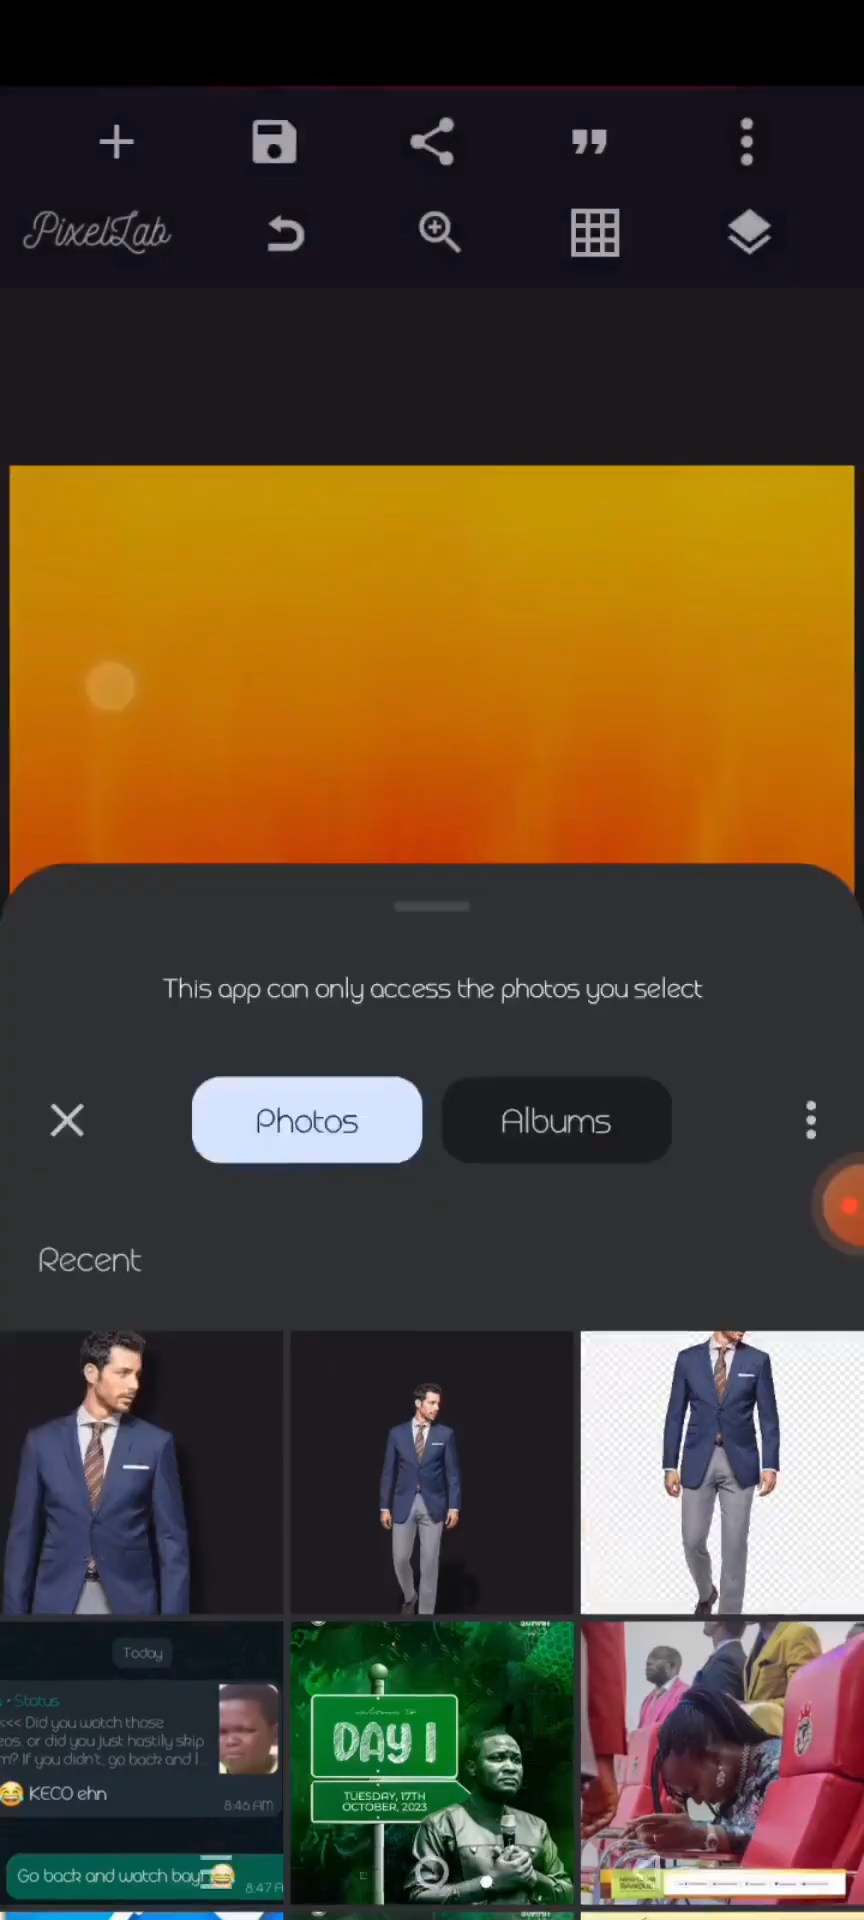 PixelLab
This app can only access the photos you select
Photos
Albums
Recent
Today
• Status
<<< Did you watch those
eos, or did you just hastily skip
m? If you didn't, go back and l...
KECO ehn
8:46 AM
Go back and watch bay
8:47 A
DAY 1
TUESDAY, 17TH
OCTOBER, 2023